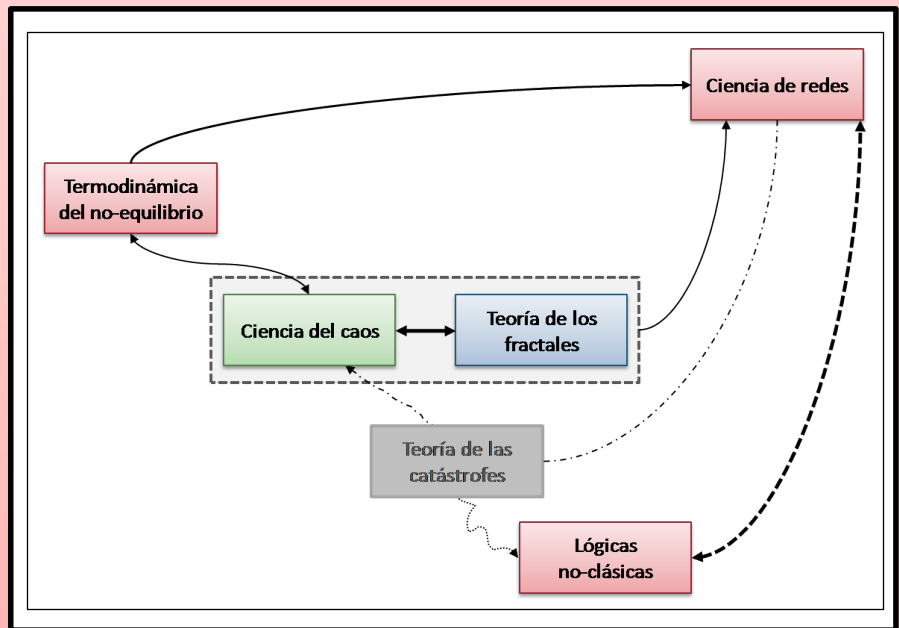 Ciencia de redes
Termodinámica
del no-equilibrio
Ciencia del caos
Teoría de los
fractales
Teoría de las
catástrofes
Lógicas
no-clásicas